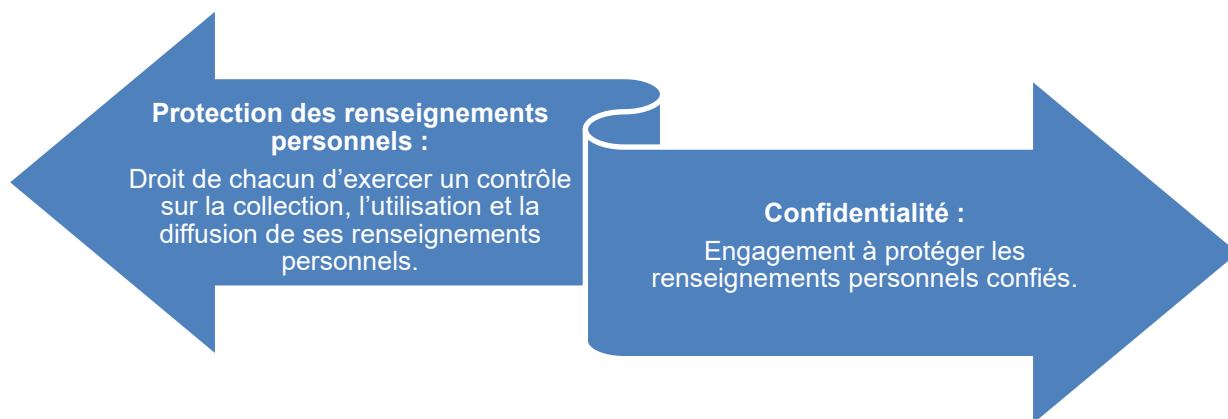 Protection des renseignements
personnels :
Droit de chacun d’exercer un contrôle
sur la collection, l’utilisation et la
diffusion de ses renseignements
personnels.
Confidentialité :
Engagement à protéger les
renseignements personnels confiés.